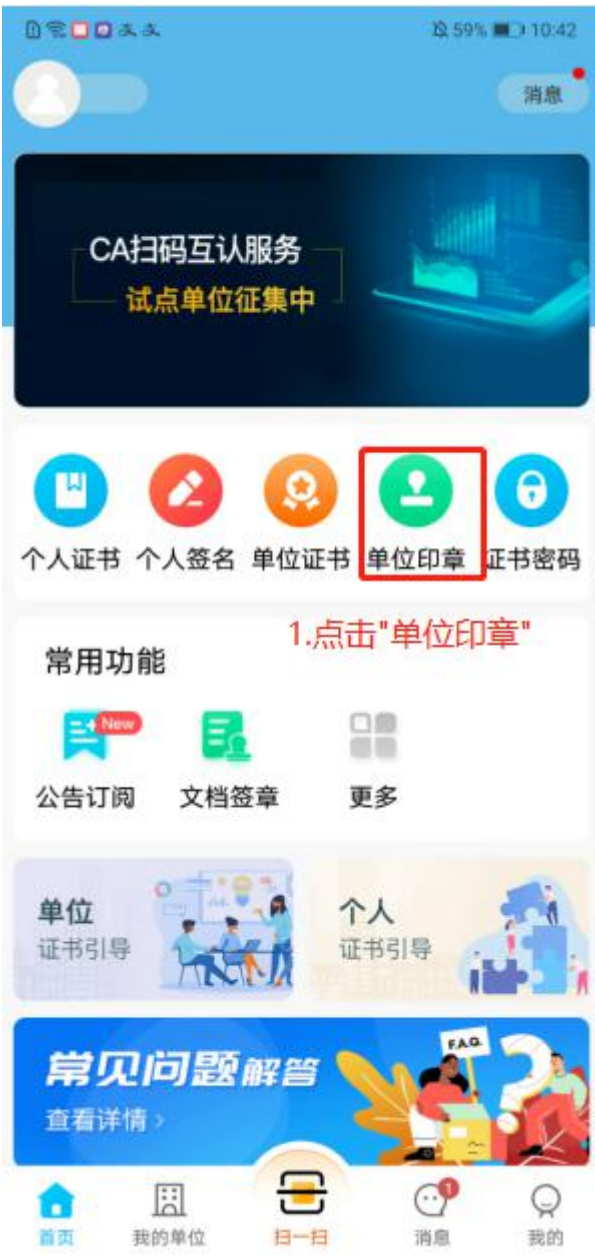 59% 10:42
消息
CA扫码互认服务
试点单位征集中
个人证书 个人签名 单位证书 单位印章 证书密码
1.点击"单位印章"
常用功能
New
公告订阅 文档签章 更多
单位 个人
证书引导 证书引导
F.A.Q.
常见问题解答
查看详情 >
1
首页 我的单位 扫一扫 消息 我的